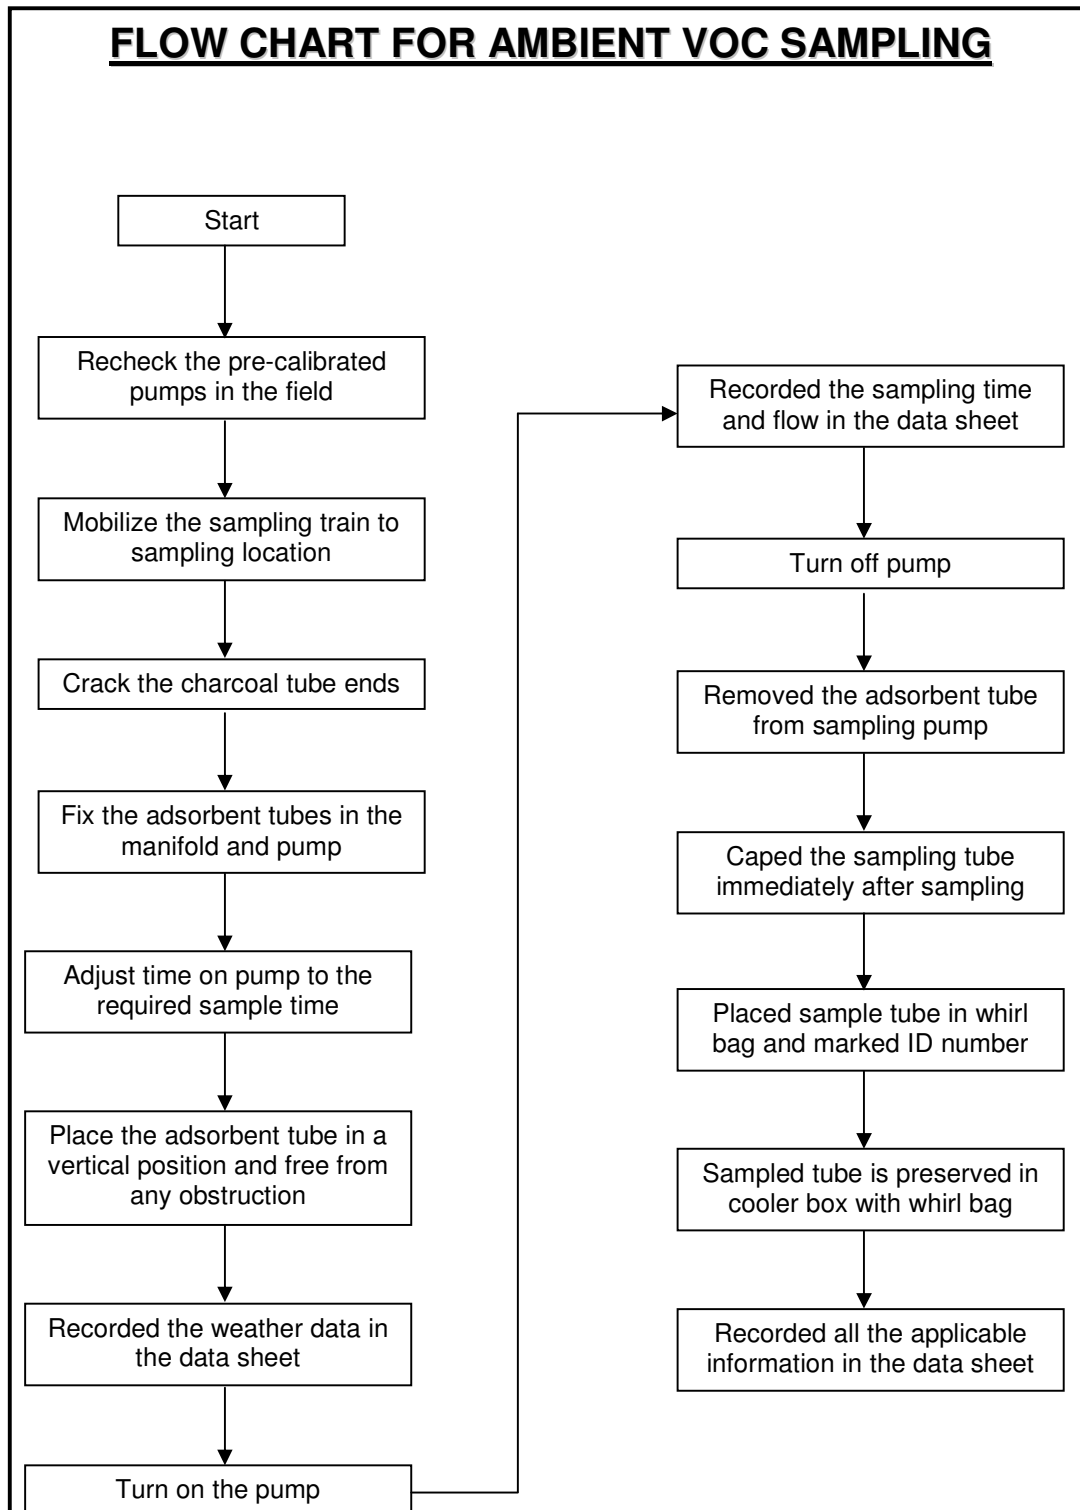 FLOW CHART FOR AMBIENT VOC SAMPLING
Start
Recheck the pre-calibrated
pumps in the field
Mobilize the sampling train to
sampling location
Crack the charcoal tube ends
Fix the adsorbent tubes in the
manifold and pump
Adjust time on pump to the
required sample time
Place the adsorbent tube in a
vertical position and free from
any obstruction
Recorded the weather data in
the data sheet
Turn on the pump
Recorded the sampling time
and flow in the data sheet
Turn off pump
Removed the adsorbent tube
from sampling pump
Caped the sampling tube
immediately after sampling
Placed sample tube in whirl
bag and marked ID number
Sampled tube is preserved in
cooler box with whirl bag
Recorded all the applicable
information in the data sheet